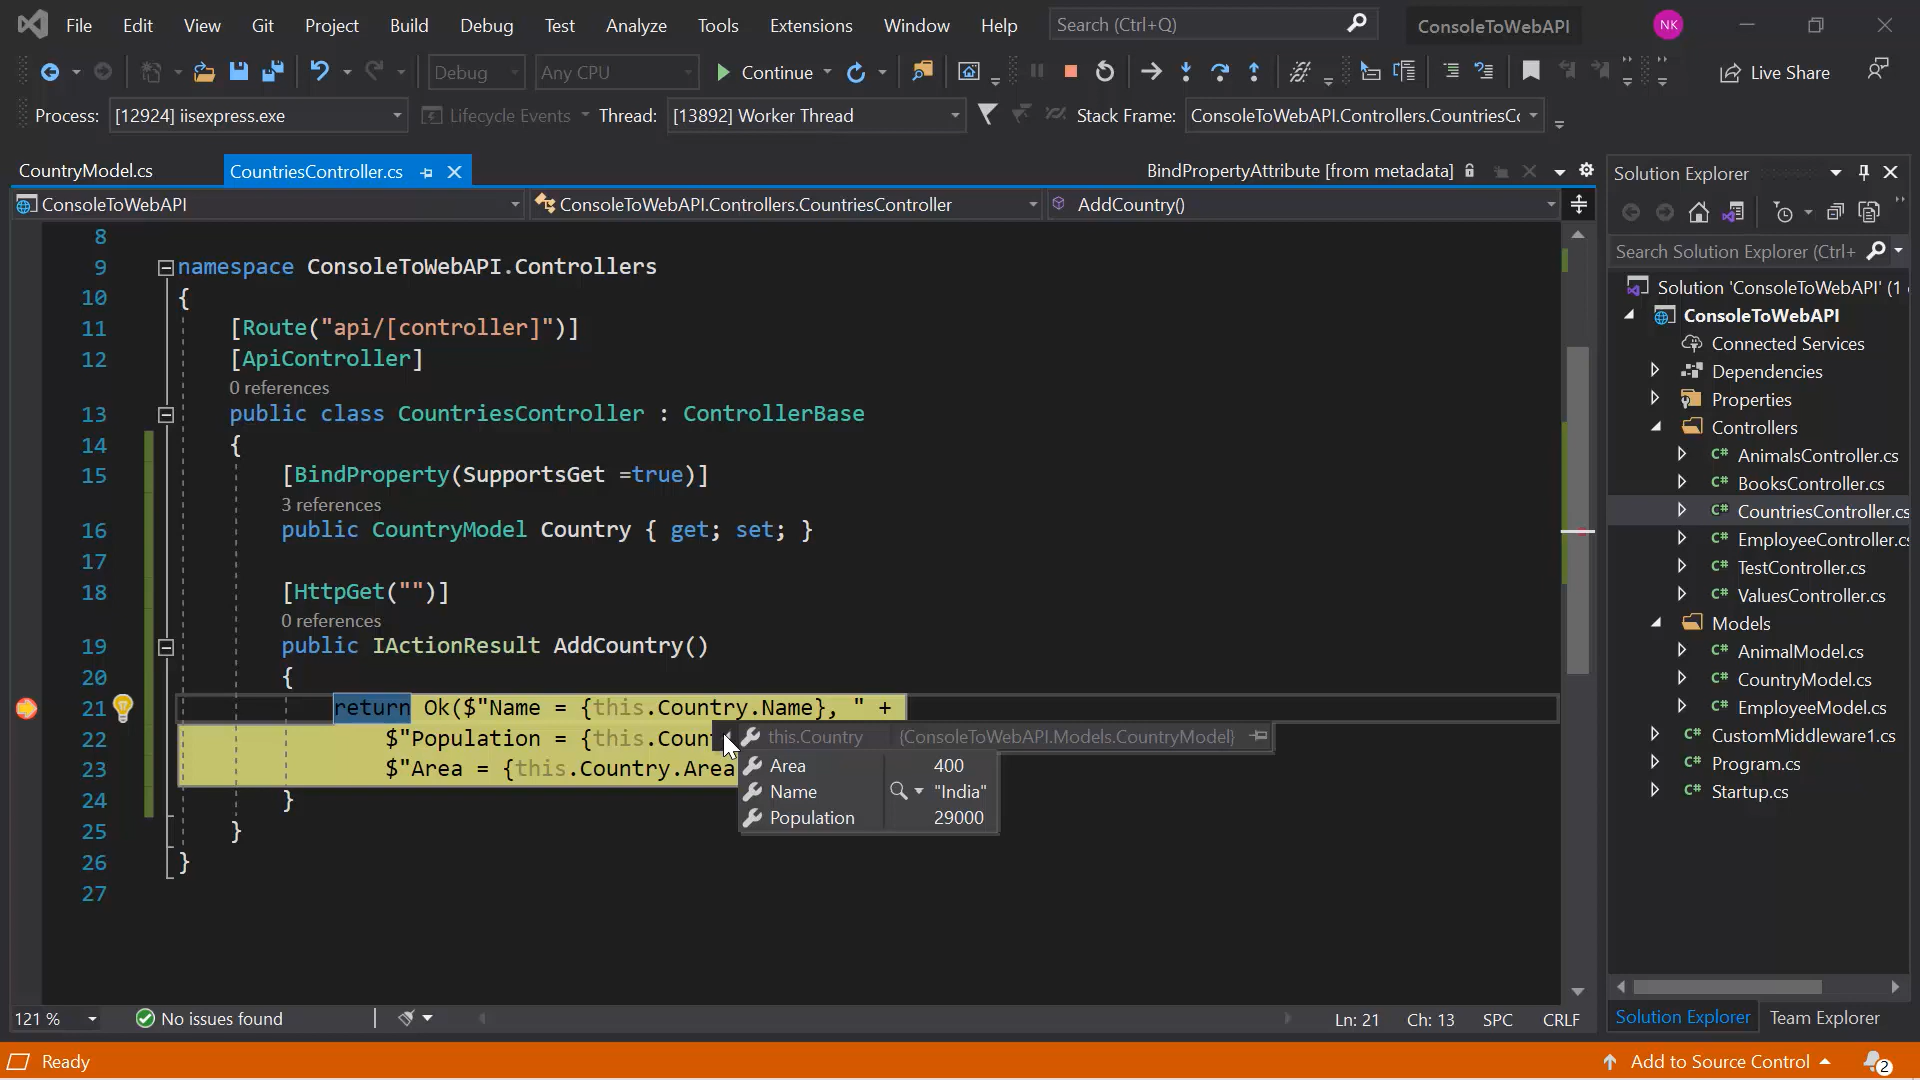 File Edit View Git Project Build Debug Test Analyze Tools Extensions Window Help Search (Ctrl+Q) ConsoleToWebAPI NK
Debug Any CPU Continue Live Share
Process: [12924] iisexpress.exe Lifecycle Events Thread: [13892] Worker Thread Stack Frame: ConsoleToWebAPI.Controllers.CountriesCo
CountryModel.cs CountriesController.cs BindPropertyAttribute [from metadata]
ConsoleToWebAPI ConsoleToWebAPI.Controllers.CountriesController AddCountry()
8
9 namespace ConsoleToWebAPI.Controllers
10 {
11 [Route("api/[controller]")]
12 [ApiController]
0 references
13 public class CountriesController : ControllerBase
14 {
15 [BindProperty(SupportsGet =true)]
3 references
16 public CountryModel Country { get; set; }
17
18 [HttpGet("")]
0 references
19 public IActionResult AddCountry()
20 {
21 return Ok($"Name = {this.Country.Name}, " +
22 $"Population = {this.Count
23 $"Area = {this.Country.Area
24 }
25 }
26 }
27
this.Country {ConsoleToWebAPI.Models.CountryModel}
Area 400
Name "India"
Population 29000
Solution Explorer
Search Solution Explorer (Ctrl+
Solution 'ConsoleToWebAPI' (1
ConsoleToWebAPI
Connected Services
Dependencies
Properties
Controllers
C# AnimalsController.cs
C# BooksController.cs
C# CountriesController.cs
C# EmployeeController.cs
C# TestController.cs
C# ValuesController.cs
Models
C# AnimalModel.cs
C# CountryModel.cs
C# EmployeeModel.cs
C# CustomMiddleware1.cs
C# Program.cs
C# Startup.cs
Solution Explorer Team Explorer
121 % No issues found Ln: 21 Ch: 13 SPC CRLF
Ready Add to Source Control 2